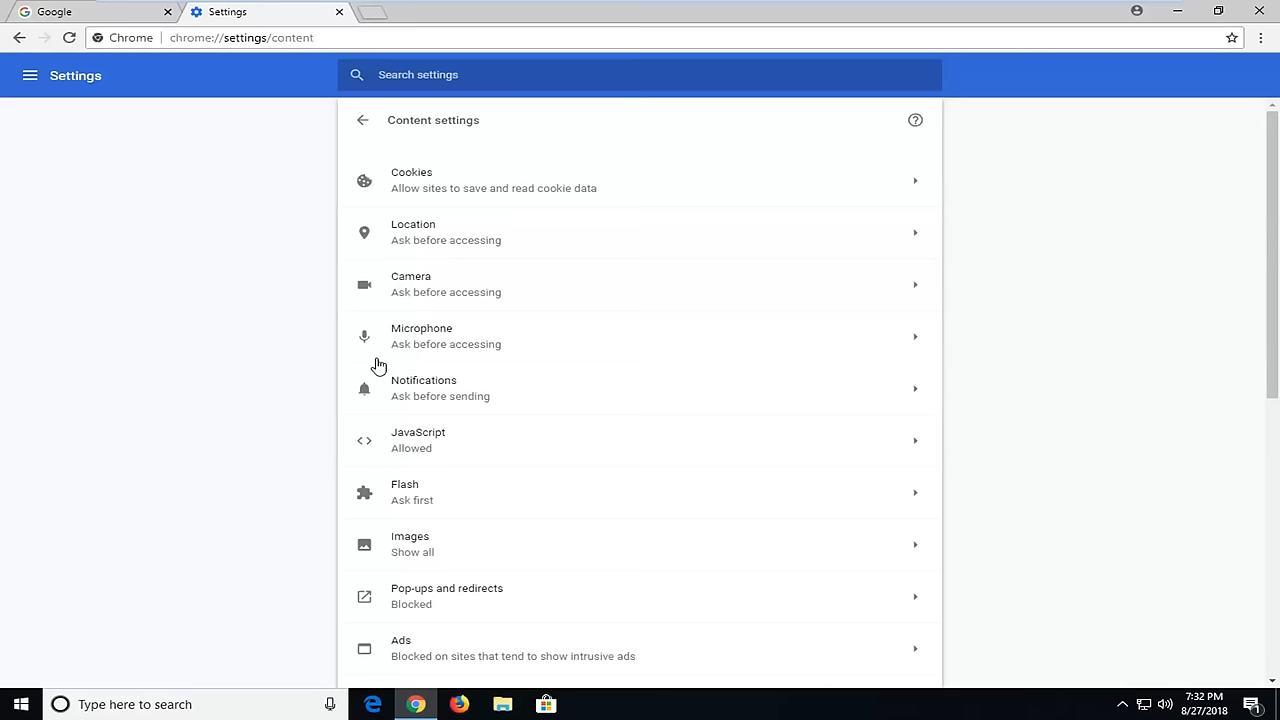 Google
Settings
Chrome
chrome://settings/content
Settings
Search settings
Content settings
Cookies
Allow sites to save and read cookie data
Location
Ask before accessing
Camera
Ask before accessing
Microphone
Ask before accessing
Notifications
Ask before sending
JavaScript
Allowed
Flash
Ask first
Images
Show all
Pop-ups and redirects
Blocked
Ads
Blocked on sites that tend to show intrusive ads
Type here to search
7:32 PM
8/27/2018
1